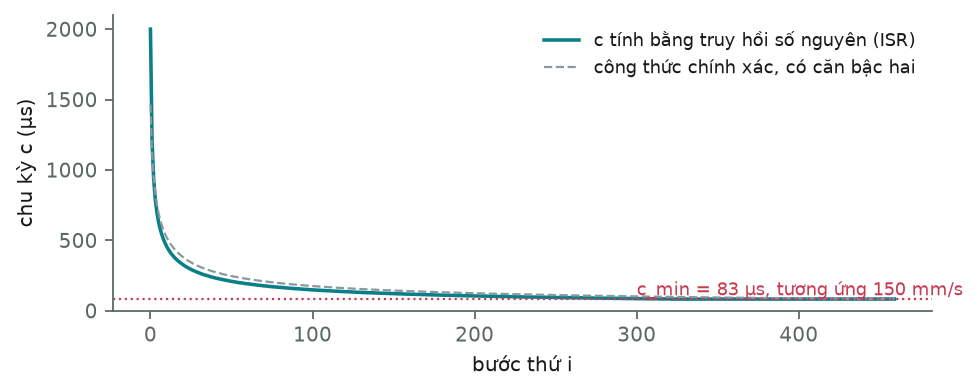 2000
1500
1000
500
0
chu kỳ c (µs)
c tính bằng truy hồi số nguyên (ISR)
công thức chính xác, có căn bậc hai
c_min = 83 µs, tương ứng 150 mm/s
0 100 200 300 400
bước thứ i